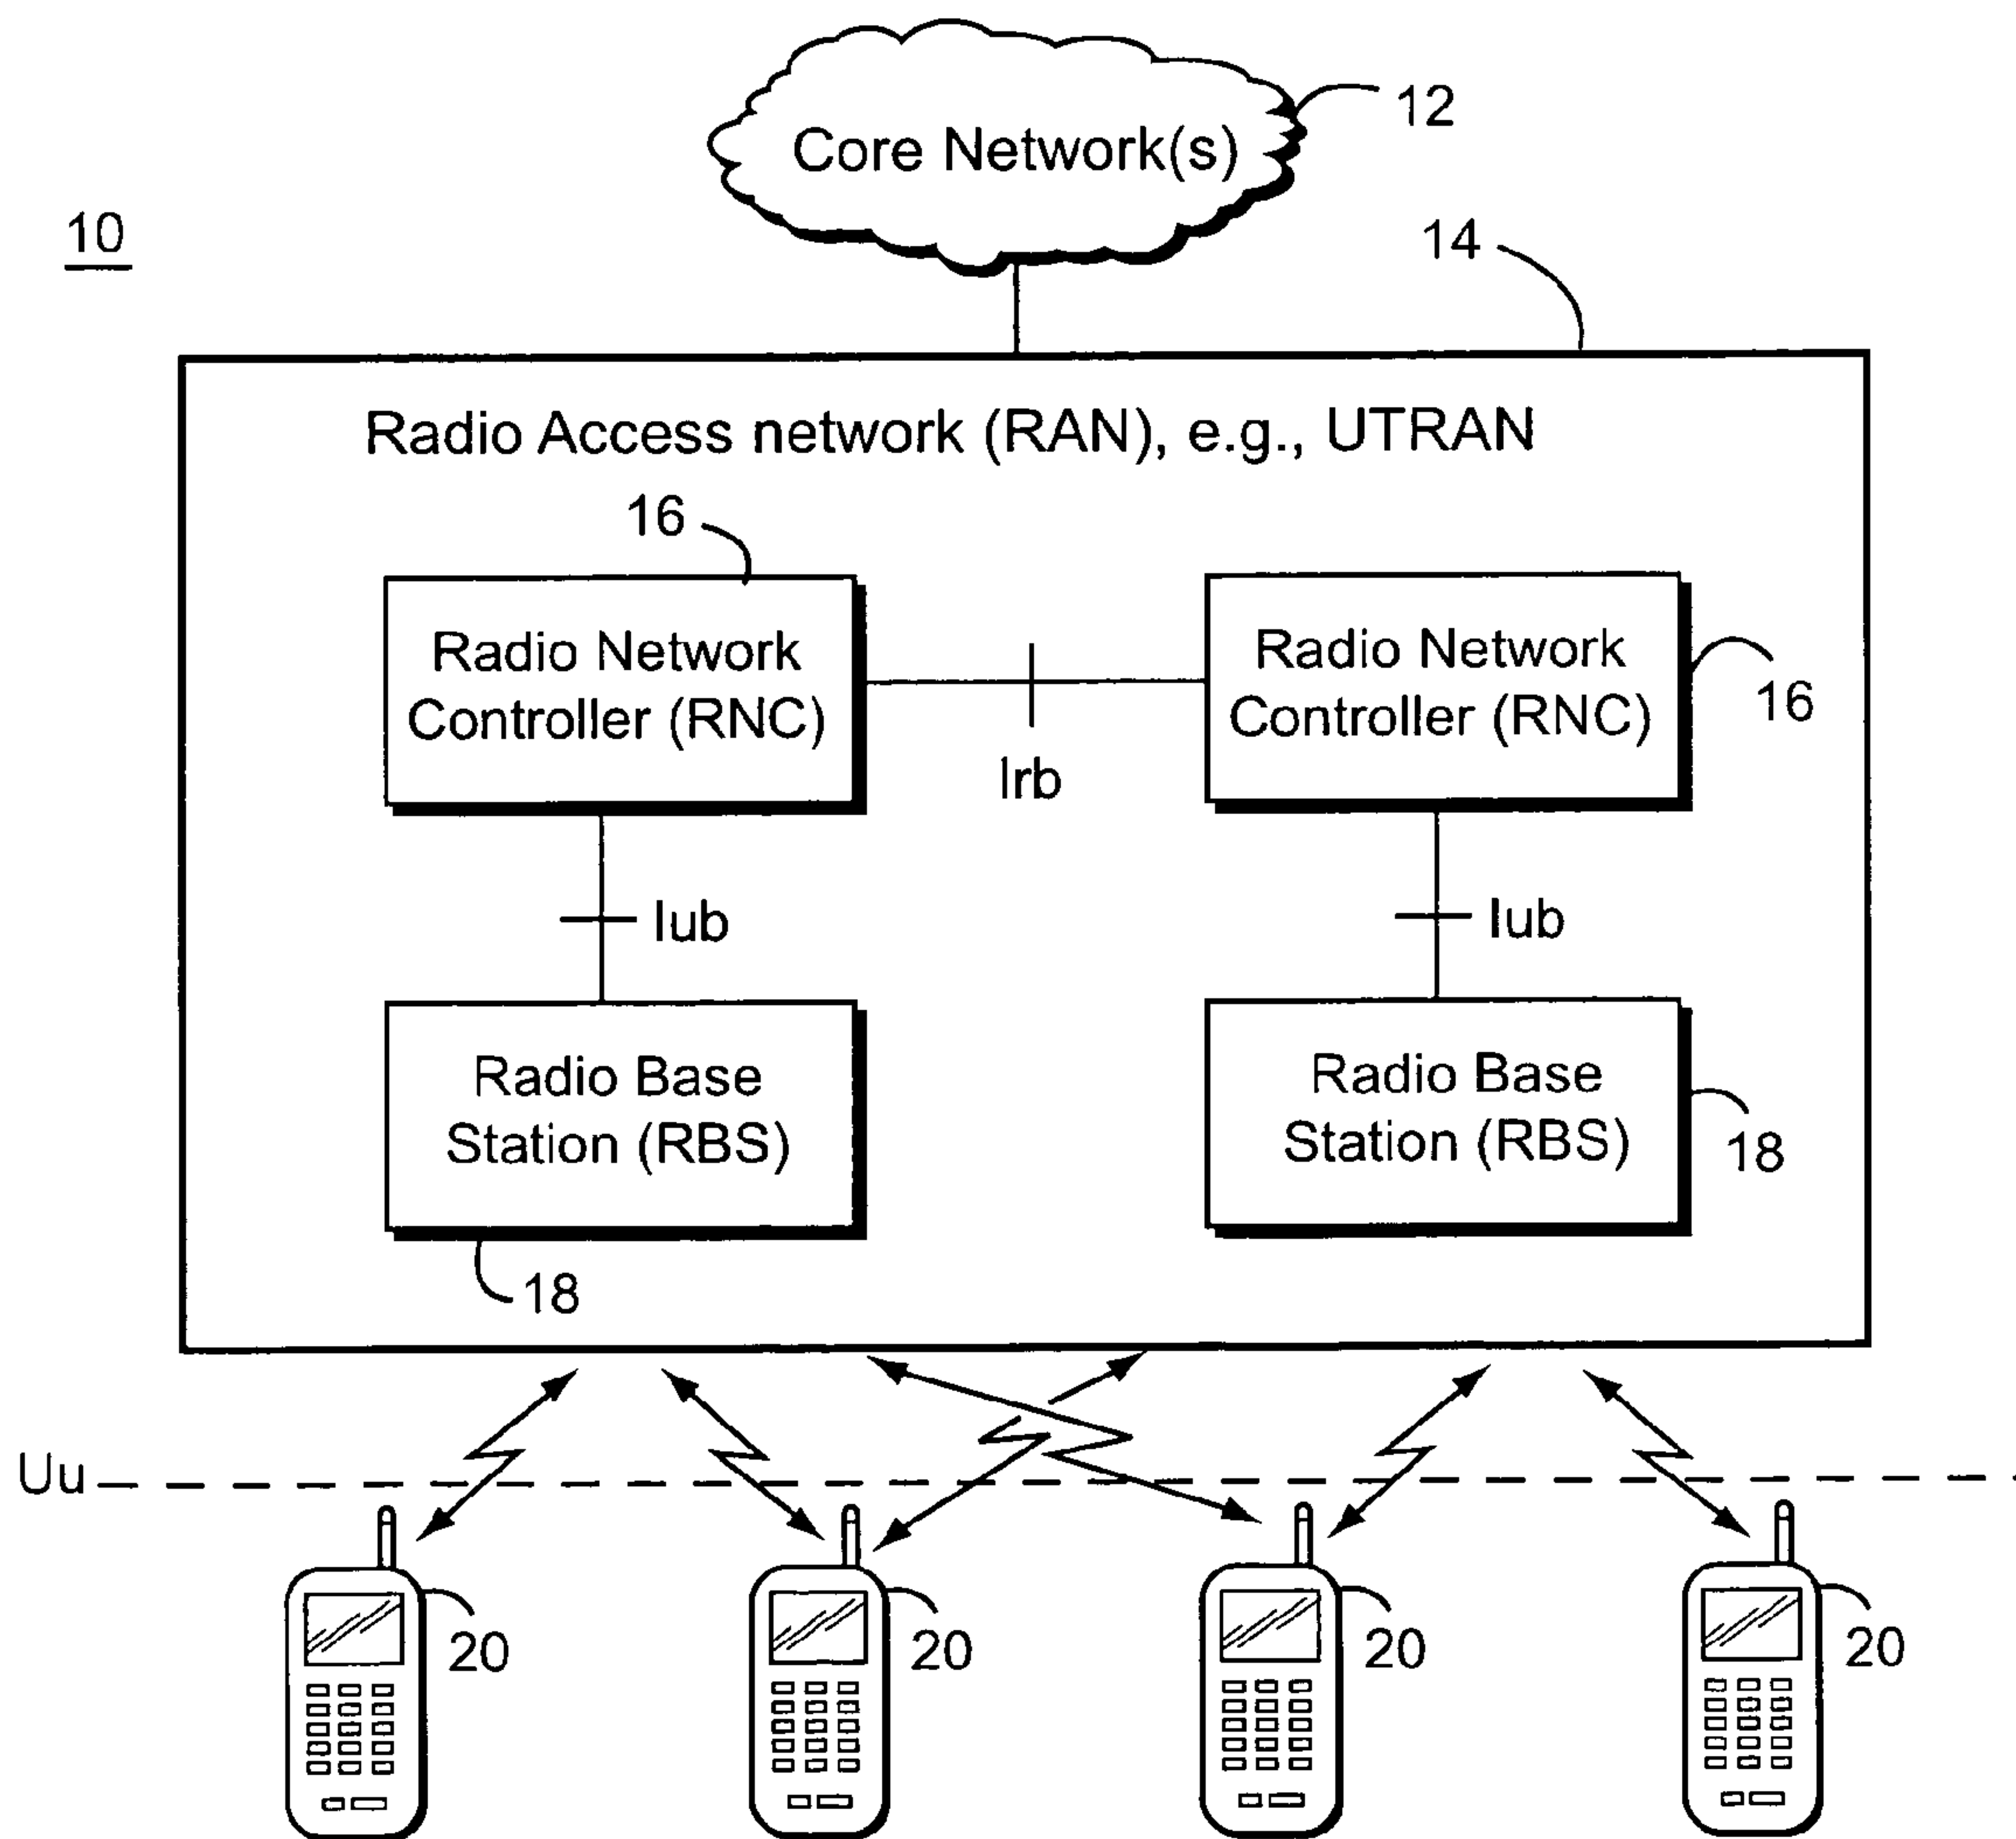 Core Network(s)
12
10
14
Radio Access network (RAN), e.g., UTRAN
16
Radio Network
Controller (RNC)
Radio Network
Controller (RNC)
16
Irb
Iub
Iub
Radio Base
Station (RBS)
Radio Base
Station (RBS)
18
18
Uu
20
20
20
20